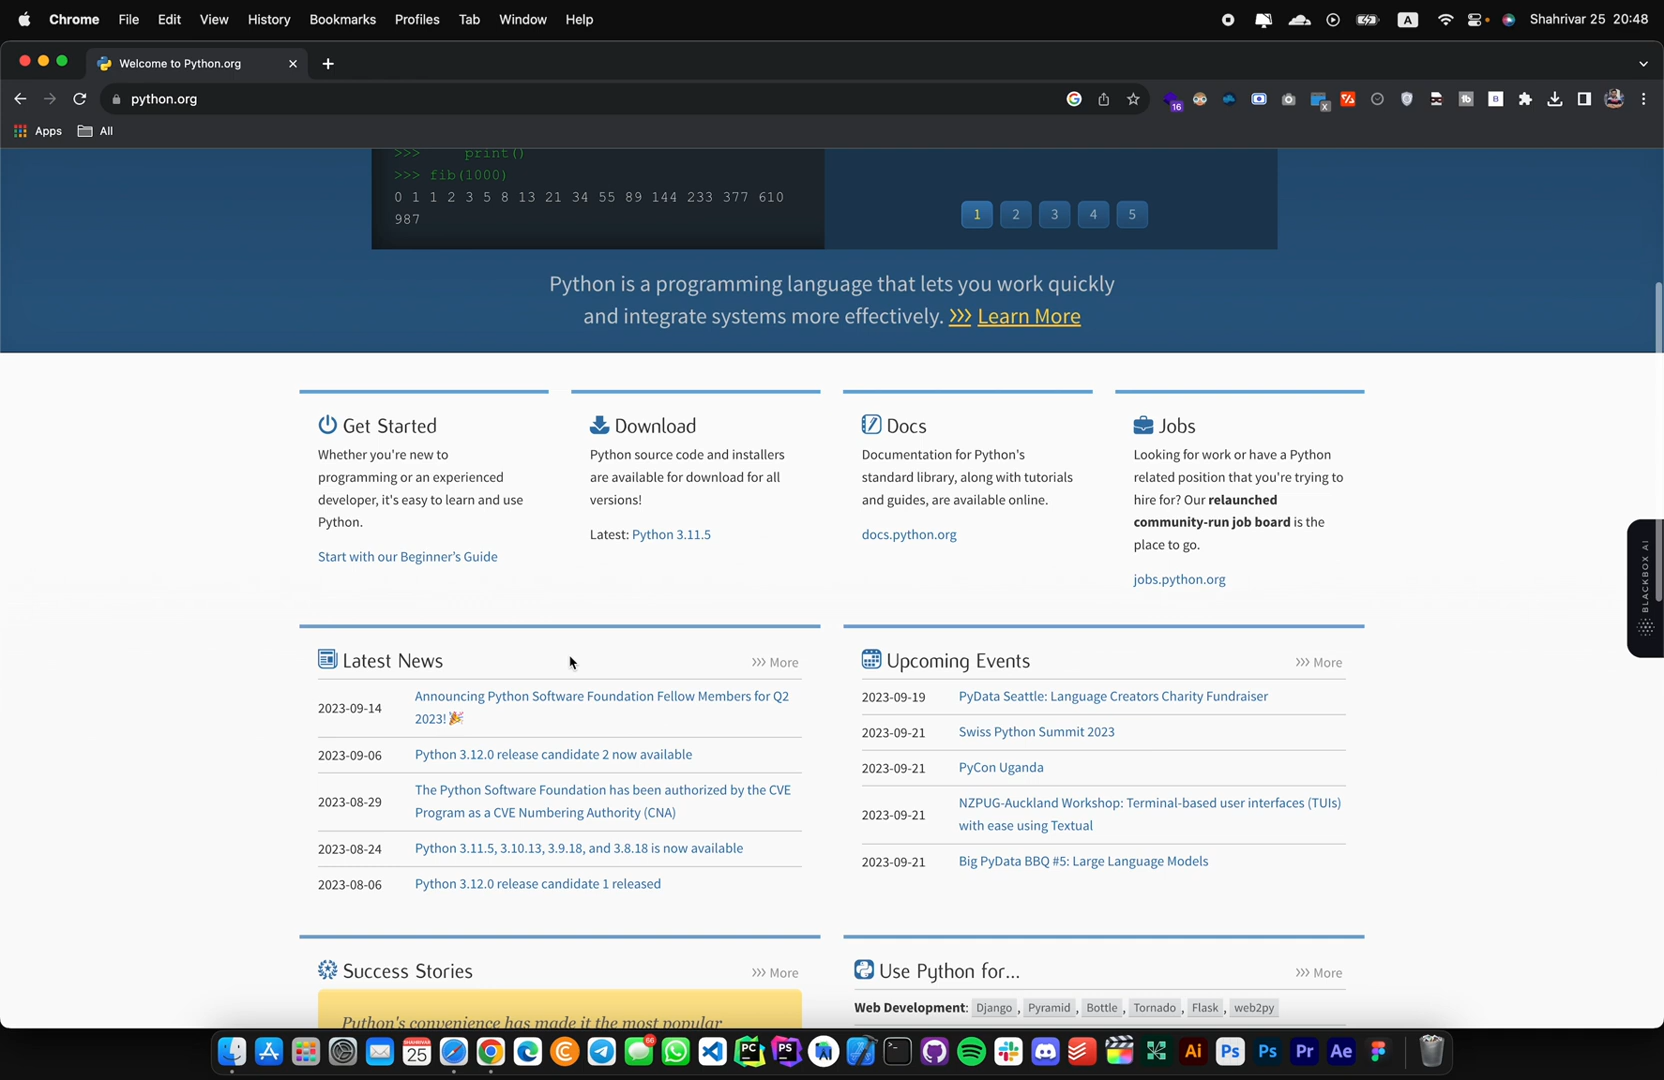 Chrome File Edit View History Bookmarks Profiles Tab Window Help A Shahrivar 25 20:48
Welcome to Python.org
python.org 16 X B
Apps All
>>> print()
>>> fib(1000)
0 1 1 2 3 5 8 13 21 34 55 89 144 233 377 610
987
1 2 3 4 5
Python is a programming language that lets you work quickly
and integrate systems more effectively. >>> Learn More
Get Started
Whether you're new to
programming or an experienced
developer, it's easy to learn and use
Python.
Start with our Beginner's Guide
Download
Python source code and installers
are available for download for all
versions!
Latest: Python 3.11.5
Docs
Documentation for Python's
standard library, along with tutorials
and guides, are available online.
docs.python.org
Jobs
Looking for work or have a Python
related position that you're trying to
hire for? Our relaunched
community-run job board is the
place to go.
jobs.python.org
BLACKBOX AI
Latest News >>> More
2023-09-14 Announcing Python Software Foundation Fellow Members for Q2
2023! 🎉
2023-09-06 Python 3.12.0 release candidate 2 now available
2023-08-29 The Python Software Foundation has been authorized by the CVE
Program as a CVE Numbering Authority (CNA)
2023-08-24 Python 3.11.5, 3.10.13, 3.9.18, and 3.8.18 is now available
2023-08-06 Python 3.12.0 release candidate 1 released
Upcoming Events >>> More
2023-09-19 PyData Seattle: Language Creators Charity Fundraiser
2023-09-21 Swiss Python Summit 2023
2023-09-21 PyCon Uganda
2023-09-21 NZPUG-Auckland Workshop: Terminal-based user interfaces (TUIs)
with ease using Textual
2023-09-21 Big PyData BBQ #5: Large Language Models
Success Stories >>> More
Python's convenience has made it the most popular
Use Python for... >>> More
Web Development: Django , Pyramid , Bottle , Tornado , Flask , web2py
SHAHRIVAR 25 66 PC PS Ai Ps Ps Pr Ae